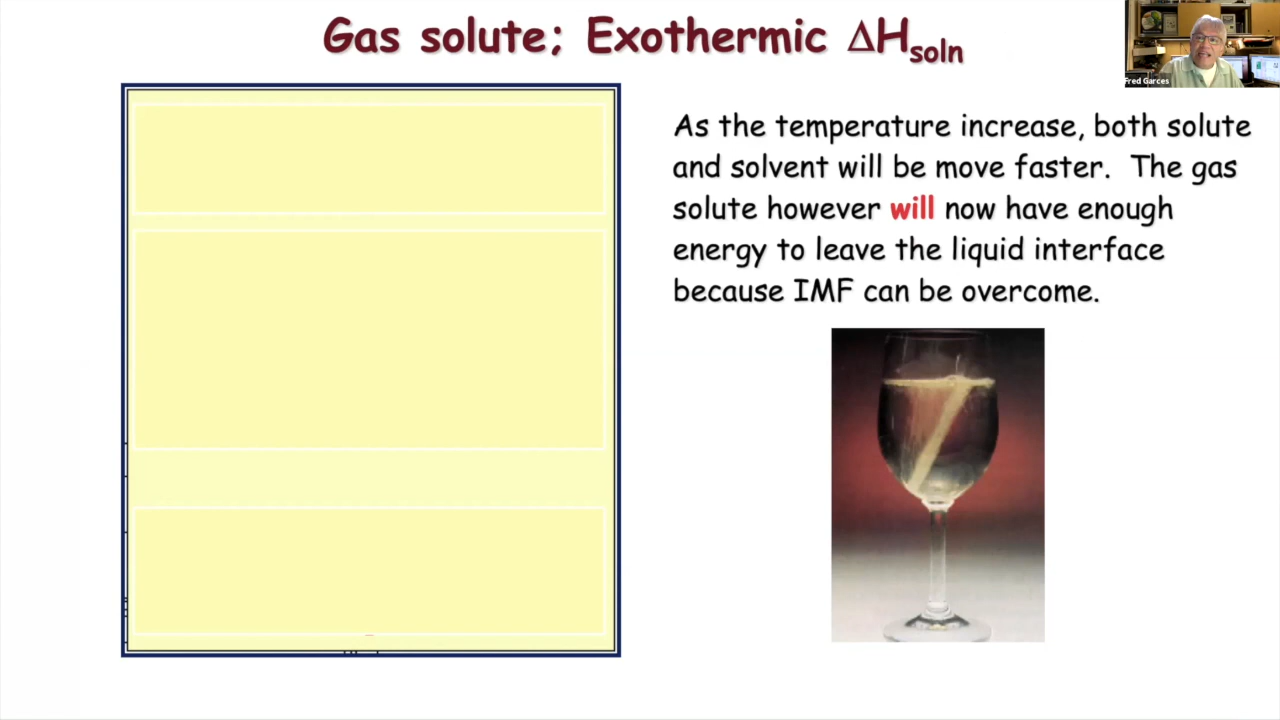 Gas solute; Exothermic ΔHsoln
Fred Garces
As the temperature increase, both solute
and solvent will be move faster. The gas
solute however will now have enough
energy to leave the liquid interface
because IMF can be overcome.